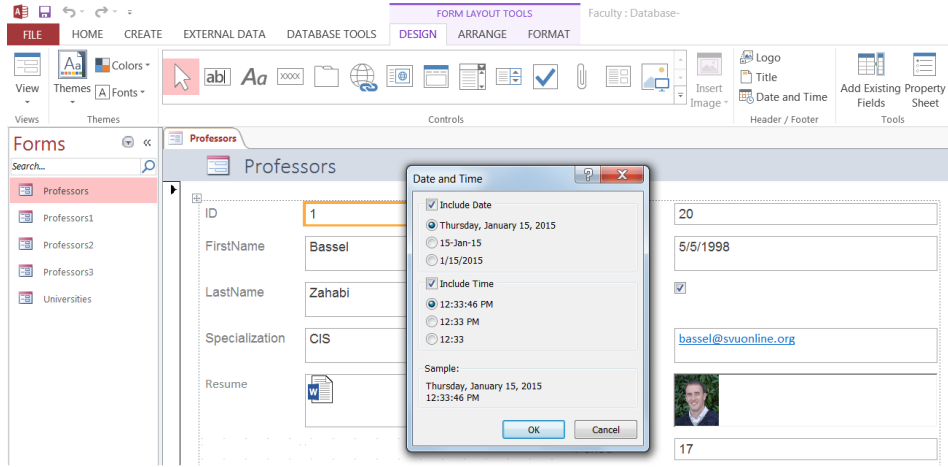 FORM LAYOUT TOOLS
Faculty : Database-
FILE HOME CREATE EXTERNAL DATA DATABASE TOOLS DESIGN ARRANGE FORMAT
View
Themes
Aa
Colors
A Fonts
ab| Aa xxxx
Insert Image
Logo
Title
Date and Time
Add Existing Fields
Property Sheet
Views Themes Controls Header / Footer Tools
Forms
Search...
Professors
Professors1
Professors2
Professors3
Universities
Professors
Professors
ID 1 20
FirstName Bassel 5/5/1998
LastName Zahabi
Specialization CIS bassel@svuonline.org
Resume
W
17
Date and Time
Include Date
Thursday, January 15, 2015
15-Jan-15
1/15/2015
Include Time
12:33:46 PM
12:33 PM
12:33
Sample:
Thursday, January 15, 2015
12:33:46 PM
OK Cancel